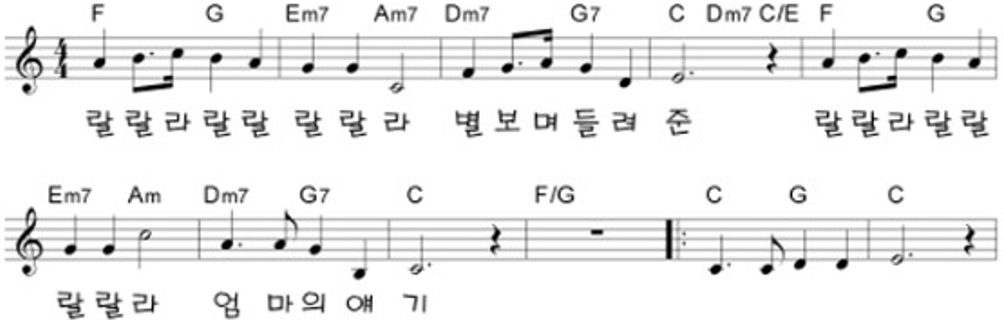 F G Em7 Am7 Dm7 G7 C Dm7 C/E F G
4 4
랄 랄 라 랄 랄 랄 랄 라 별 보 며 들 려 준 랄 랄 라 랄 랄
Em7 Am Dm7 G7 C F/G C G C
랄 랄 라 엄 마 의 얘 기